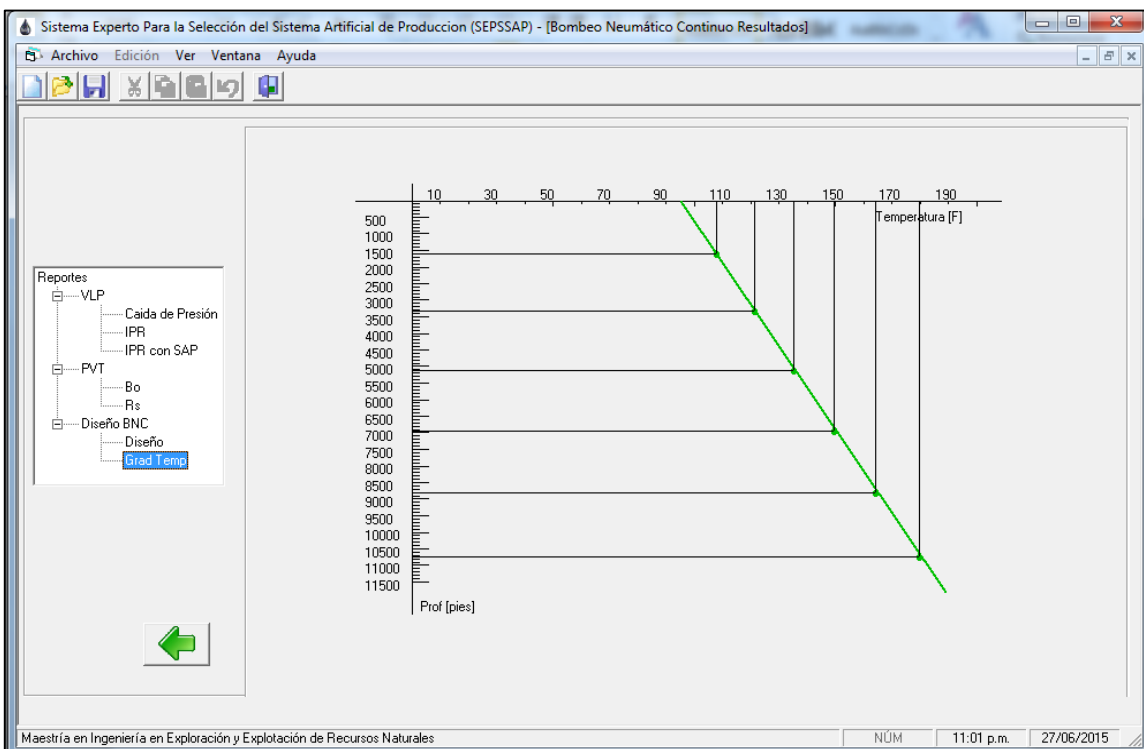 Sistema Experto Para la Selección del Sistema Artificial de Produccion (SEPSSAP) - [Bombeo Neumático Continuo Resultados]
Archivo Edición Ver Ventana Ayuda
Reportes
VLP
Caida de Presión
IPR
IPR con SAP
PVT
Bo
Rs
Diseño BNC
Diseño
Grad Temp
10 30 50 70 90 110 130 150 170 190
Temperatura [F]
500
1000
1500
2000
2500
3000
3500
4000
4500
5000
5500
6000
6500
7000
7500
8000
8500
9000
9500
10000
10500
11000
11500
Prof [pies]
Maestría en Ingeniería en Exploración y Explotación de Recursos Naturales NÚM 11:01 p.m. 27/06/2015